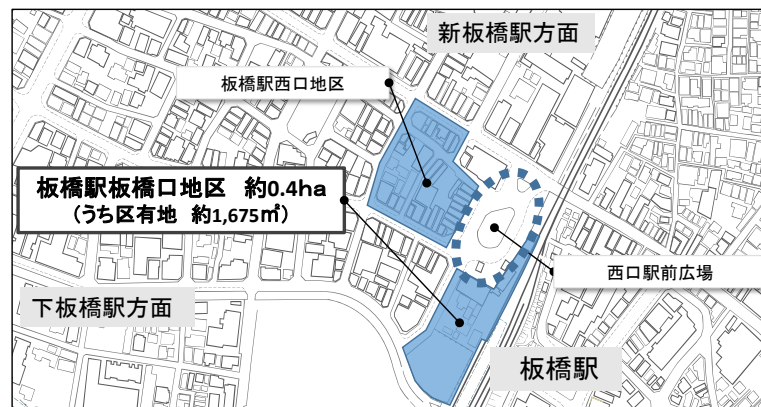 新板橋駅方面
板橋駅西口地区
板橋駅板橋口地区 約0.4ha
(うち区有地 約1,675㎡)
西口駅前広場
下板橋駅方面
板橋駅